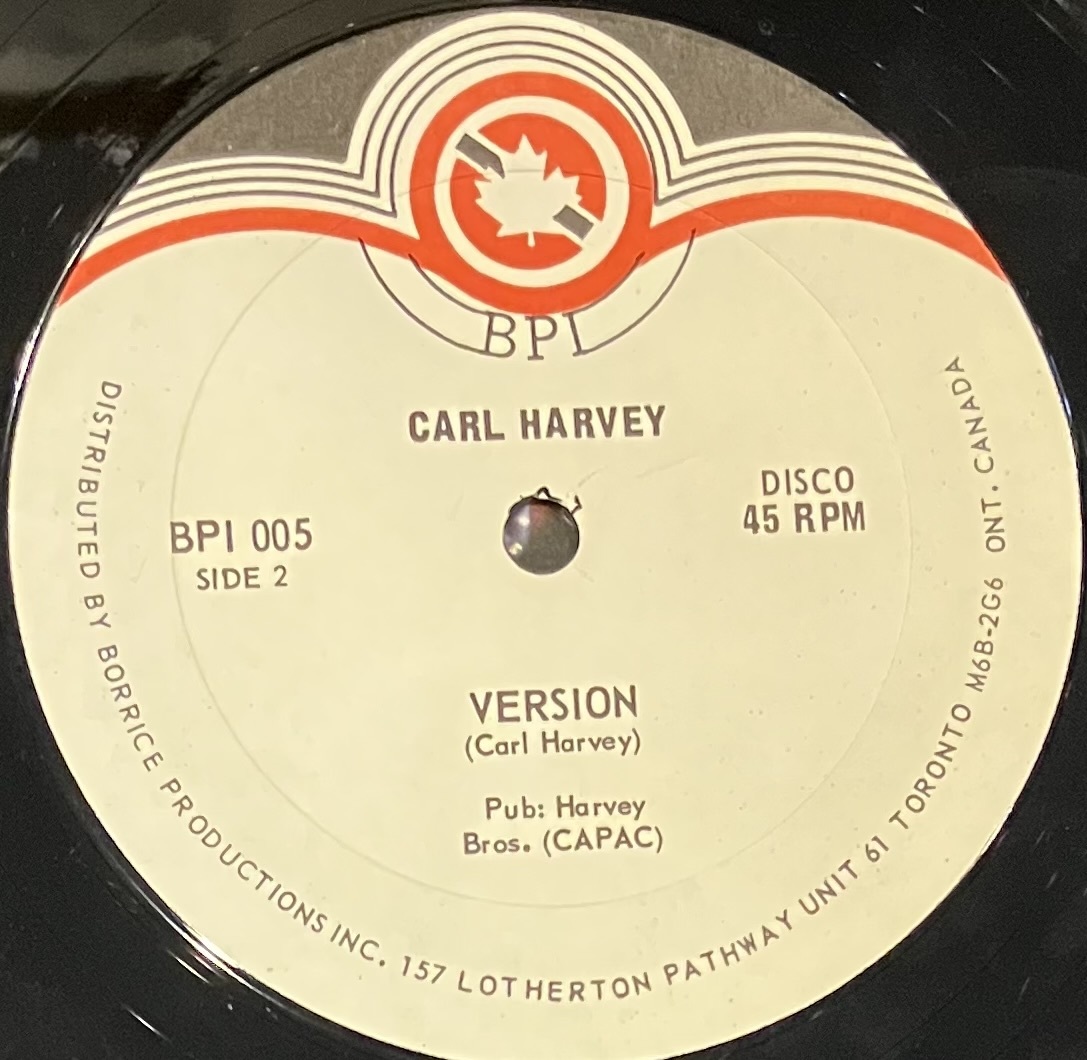 BPI
CARL HARVEY
DISCO
45 RPM
BPI 005
SIDE 2
VERSION
(Carl Harvey)
Pub: Harvey
Bros. (CAPAC)
DISTRIBUTED BY BORRICE PRODUCTIONS INC. 157 LOTHERTON PATHWAY UNIT 61 TORONTO M6B-2G6 ONT. CANADA